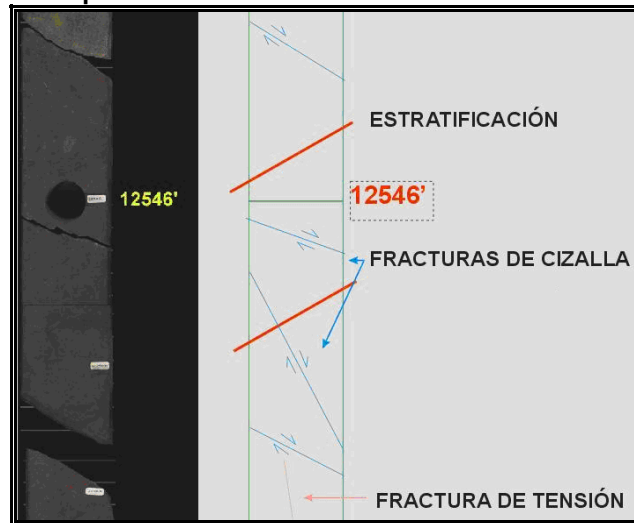 ESTRATIFICACIÓN
12546'
12546'
FRACTURAS DE CIZALLA
FRACTURA DE TENSIÓN